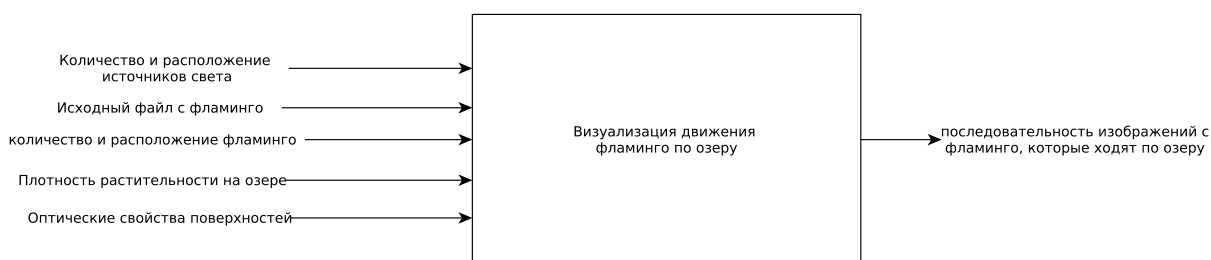 Количество и расположение
источников света
Исходный файл с фламинго
количество и расположение фламинго
Плотность растительности на озере
Оптические свойства поверхностей
Визуализация движения
фламинго по озеру
последовательность изображений с
фламинго, которые ходят по озеру